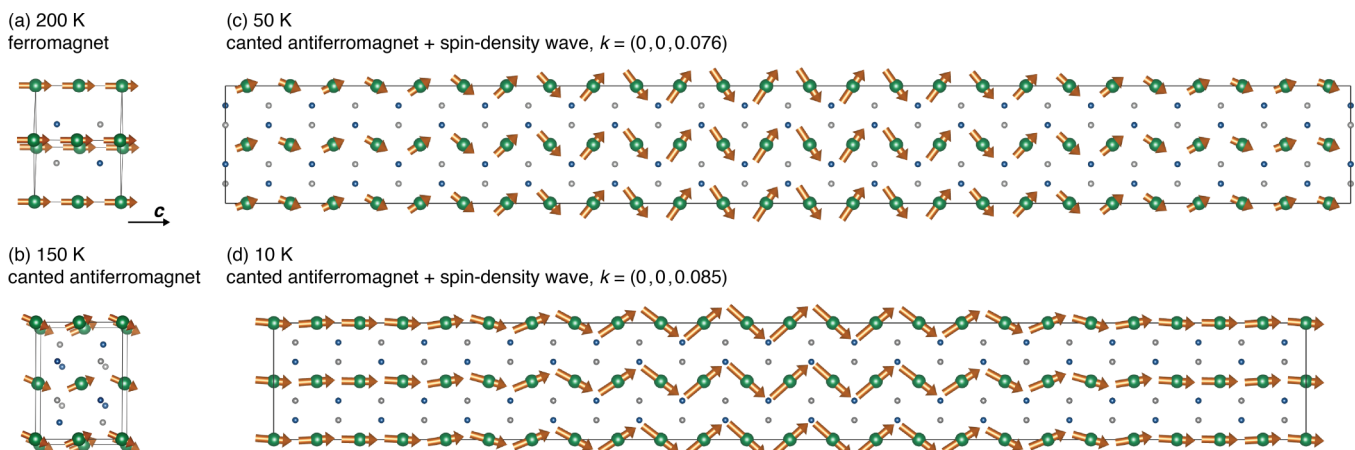 (a) 200 K
ferromagnet
c
(b) 150 K
canted antiferromagnet
(c) 50 K
canted antiferromagnet + spin-density wave, k = (0,0,0.076)
(d) 10 K
canted antiferromagnet + spin-density wave, k = (0,0,0.085)